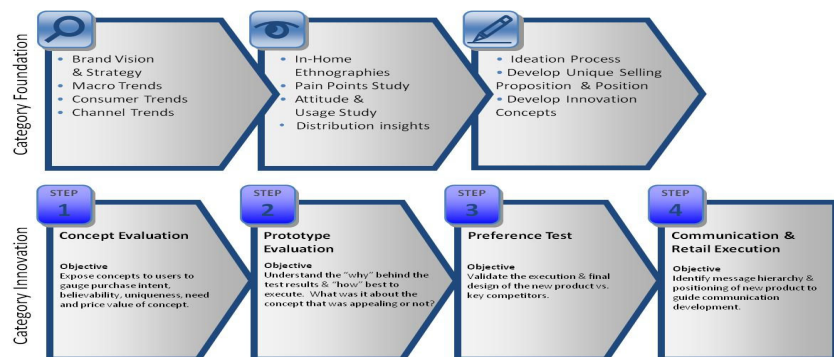 Category Foundation
• Brand Vision
& Strategy
• Macro Trends
• Consumer Trends
• Channel Trends
• In-Home
Ethnographies
• Pain Points Study
• Attitude &
Usage Study
• Distribution insights
• Ideation Process
• Develop Unique Selling
Proposition & Position
• Develop Innovation
Concepts
Category Innovation
STEP
1
Concept Evaluation
Objective
Expose concepts to users to
gauge purchase intent,
believability, uniqueness, need
and price value of concept.
STEP
2
Prototype
Evaluation
Objective
Understand the "why" behind the
test results & "how" best to
execute. What was it about the
concept that was appealing or not?
STEP
3
Preference Test
Objective
Validate the execution & final
design of the new product vs.
key competitors.
STEP
4
Communication &
Retail Execution
Objective
Identify message hierarchy &
positioning of new product to
guide communication
development.